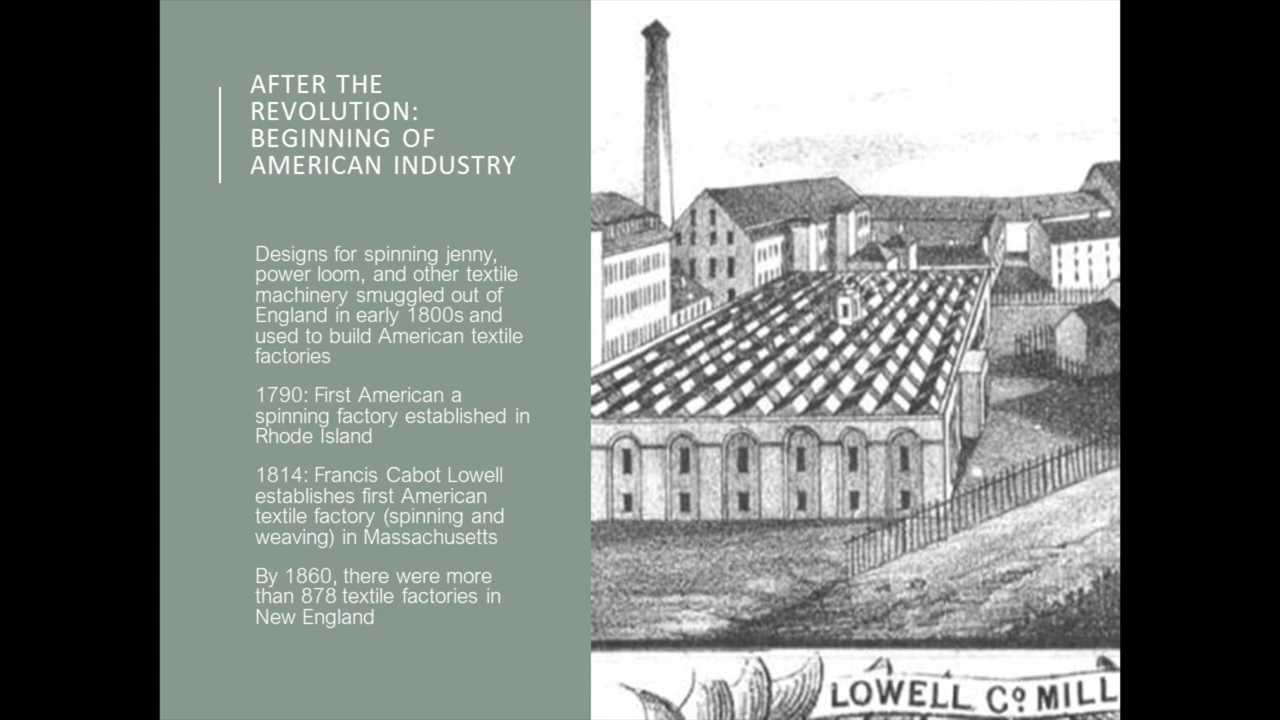 AFTER THE
REVOLUTION:
BEGINNING OF
AMERICAN INDUSTRY
Designs for spinning jenny,
power loom, and other textile
machinery smuggled out of
England in early 1800s and
used to build American textile
factories
1790: First American a
spinning factory established in
Rhode Island
1814: Francis Cabot Lowell
establishes first American
textile factory (spinning and
weaving) in Massachusetts
By 1860, there were more
than 878 textile factories in
New England
LOWELL Co MILL